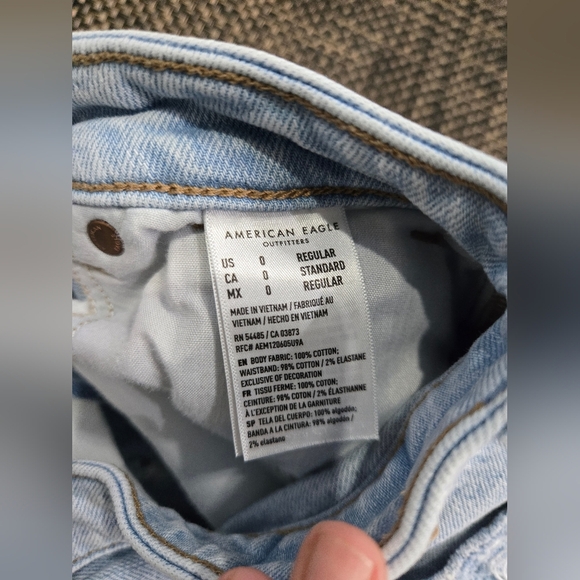 AMERICAN EAGLE
OUTFITTERS
US 0 REGULAR
CA 0 STANDARD
MX 0 REGULAR
MADE IN VIETNAM / FABRIQUÉ AU
VIETNAM / HECHO EN VIETNAM
RN 54485 / CA 03873
RFC# AEM120605U9A
EN BODY FABRIC: 100% COTTON;
WAISTBAND: 98% COTTON / 2% ELASTANE
EXCLUSIVE OF DECORATION
FR TISSU FERME: 100% COTON;
CEINTURE: 98% COTON / 2% ÉLASTHANNE
À L'EXCEPTION DE LA GARNITURE
SP TELA DEL CUERPO: 100% algodón;
BANDA A LA CINTURA: 98% algodón /
2% elastano